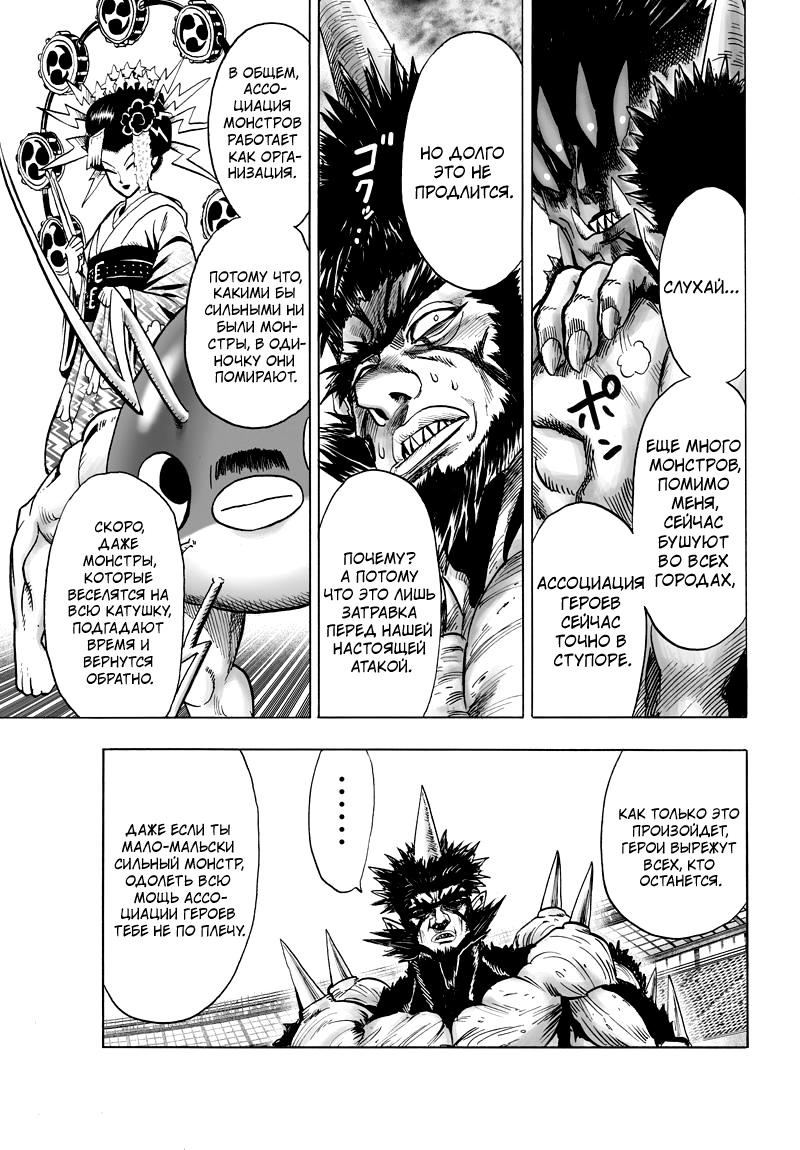 СЛУХАЙ...
ПОン
ЕЩЕ МНОГО
МОНСТРОВ,
ПОМИМО
МЕНЯ,
СЕЙЧАС
БУШУЮТ
ВО ВСЕХ
ГОРОДАХ,
АССОЦИАЦИЯ
ГЕРОЕВ
СЕЙЧАС
ТОЧНО В
СТУПОРЕ.
НО ДОЛГО
ЭТО НЕ
ПРОДЛИТСЯ.
ゴクッ…
ПОЧЕМУ?
А ПОТОМУ
ЧТО ЭТО ЛИШЬ
ЗАТРАВКА
ПЕРЕД НАШЕЙ
НАСТОЯЩЕЙ
АТАКОЙ.
В ОБЩЕМ,
АССО-
ЦИАЦИЯ
МОНСТРОВ
РАБОТАЕТ
КАК ОРГА-
НИЗАЦИЯ.
ПОТОМУ ЧТО,
КАКИМИ БЫ
СИЛЬНЫМИ НИ
БЫЛИ МОН-
СТРЫ, В ОДИ-
НОЧКУ ОНИ
ПОМИРАЮТ.
СКОРО,
ДАЖЕ
МОНСТРЫ,
КОТОРЫЕ
ВЕСЕЛЯТСЯ НА
ВСЮ КАТУШКУ,
ПОДГАДАЮТ
ВРЕМЯ И
ВЕРНУТСЯ
ОБРАТНО.
КАК ТОЛЬКО ЭТО
ПРОИЗОЙДЕТ,
ГЕРОИ ВЫРЕЖУТ
ВСЕХ, КТО
ОСТАНЕТСЯ.
......
ДАЖЕ ЕСЛИ ТЫ
МАЛО-МАЛЬСКИ
СИЛЬНЫЙ МОНСТР,
ОДОЛЕТЬ ВСЮ
МОЩЬ АССО-
ЦИАЦИИ ГЕРОЕВ
ТЕБЕ НЕ ПО ПЛЕЧУ.